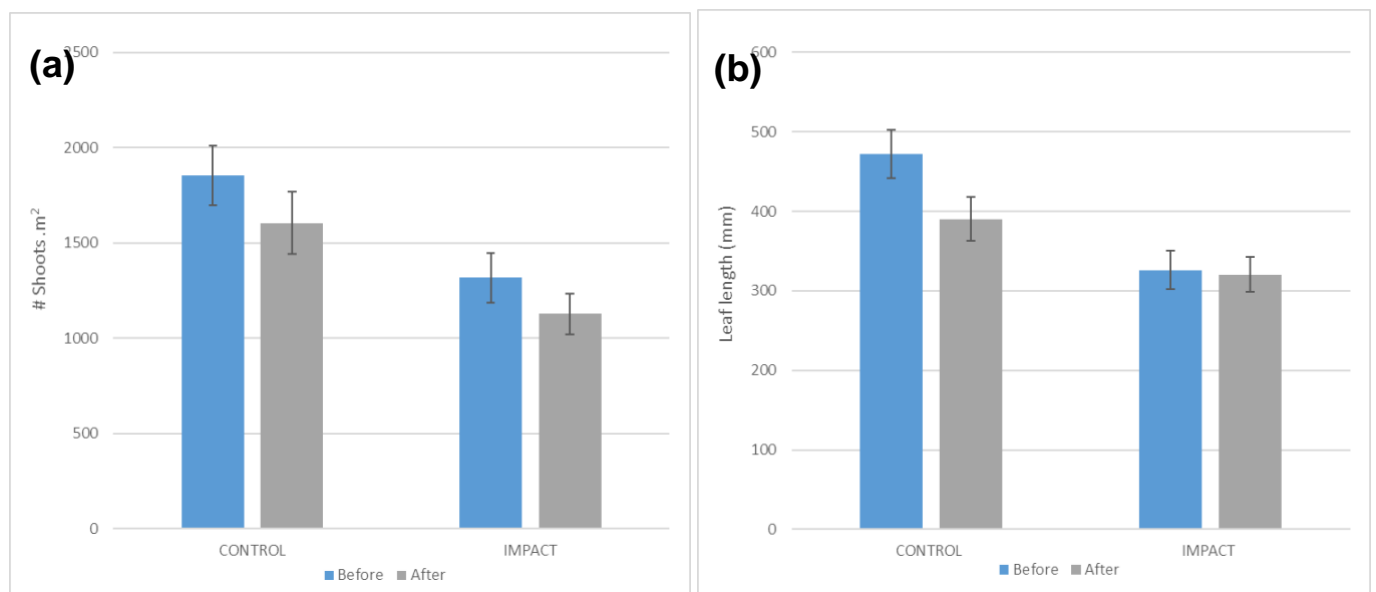 (a)
2500
2000
1500
1000
500
0
# Shoots .m²
CONTROL IMPACT
Before After
(b)
600
500
400
300
200
100
0
Leaf length (mm)
CONTROL IMPACT
Before After